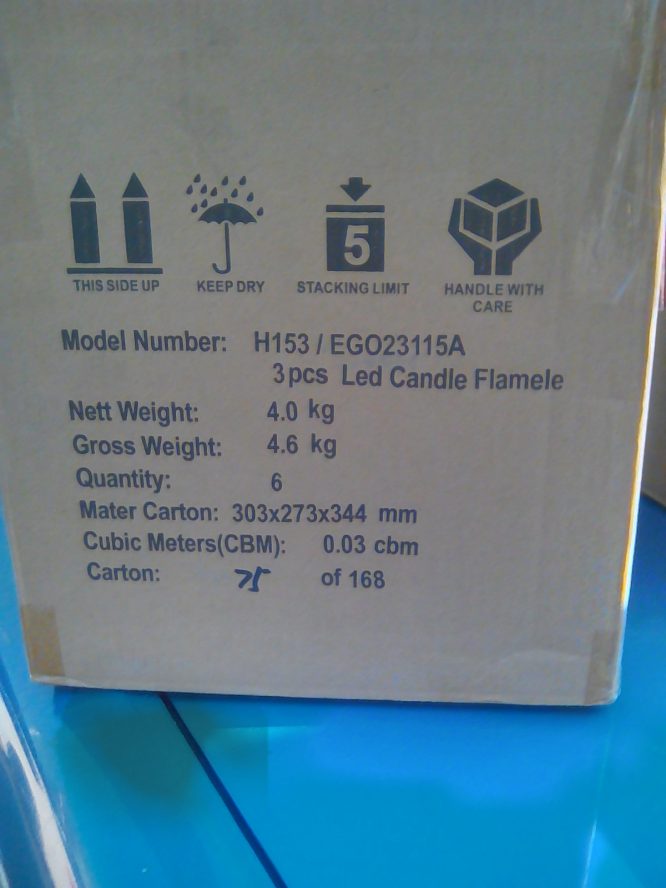 5
THIS SIDE UP KEEP DRY STACKING LIMIT HANDLE WITH CARE
Model Number: H153 / EGO23115A
3pcs Led Candle Flamele
Nett Weight: 4.0 kg
Gross Weight: 4.6 kg
Quantity: 6
Mater Carton: 303x273x344 mm
Cubic Meters(CBM): 0.03 cbm
Carton: 75 of 168